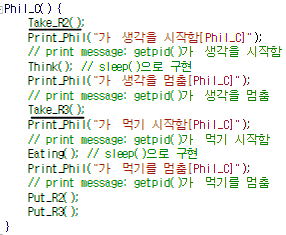 Phil_C() {
Take_R2();
Print_Phil("가 생각을 시작함[Phil_C]");
// print message: getpid()가 생각을 시작함
Think(); // sleep()으로 구현
Print_Phil("가 생각을 멈춤[Phil_C]");
// print message: getpid()가 생각을 멈춤
Take_R3();
Print_Phil("가 먹기 시작함[Phil_C]");
// print message: getpid()가 먹기 시작함
Eating(); // sleep()으로 구현
Print_Phil("가 먹기를 멈춤[Phil_C]");
// print message: getpid()가 먹기를 멈춤
Put_R2();
Put_R3();
}